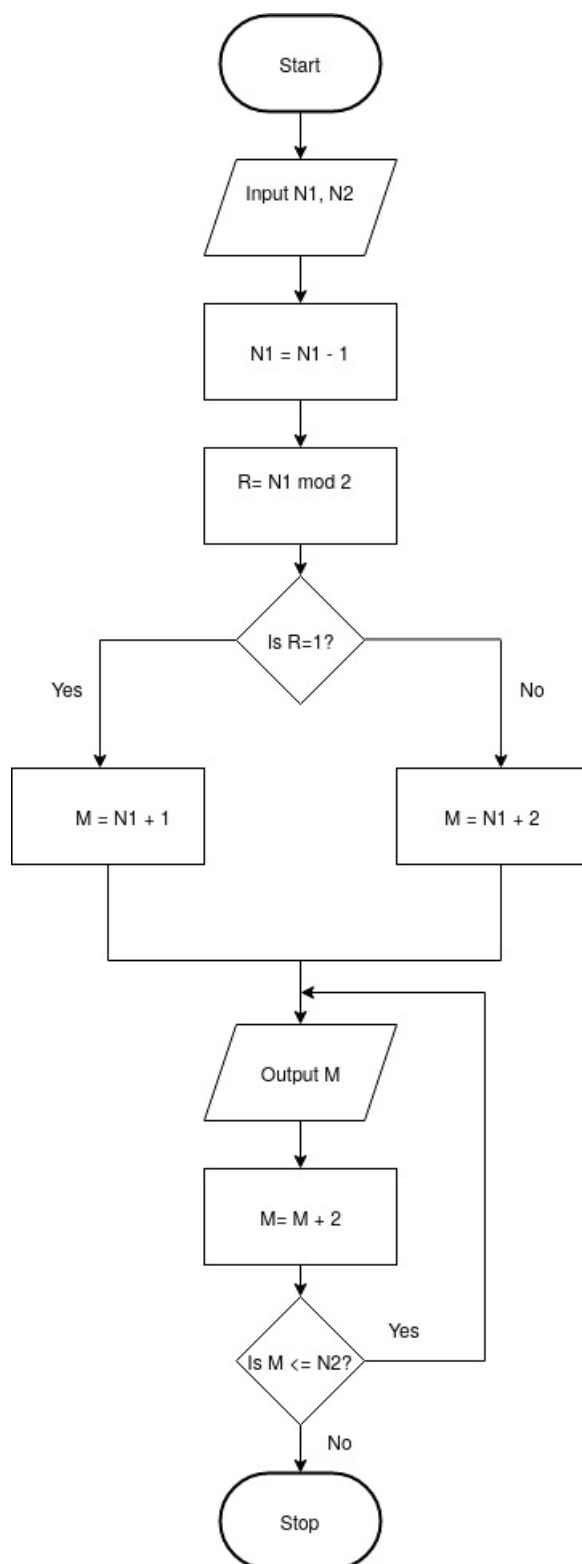 Start
Input N1, N2
N1 = N1 - 1
R= N1 mod 2
Is R=1?
Yes
No
M = N1 + 1
M = N1 + 2
Output M
M= M + 2
Yes
Is M <= N2?
No
Stop